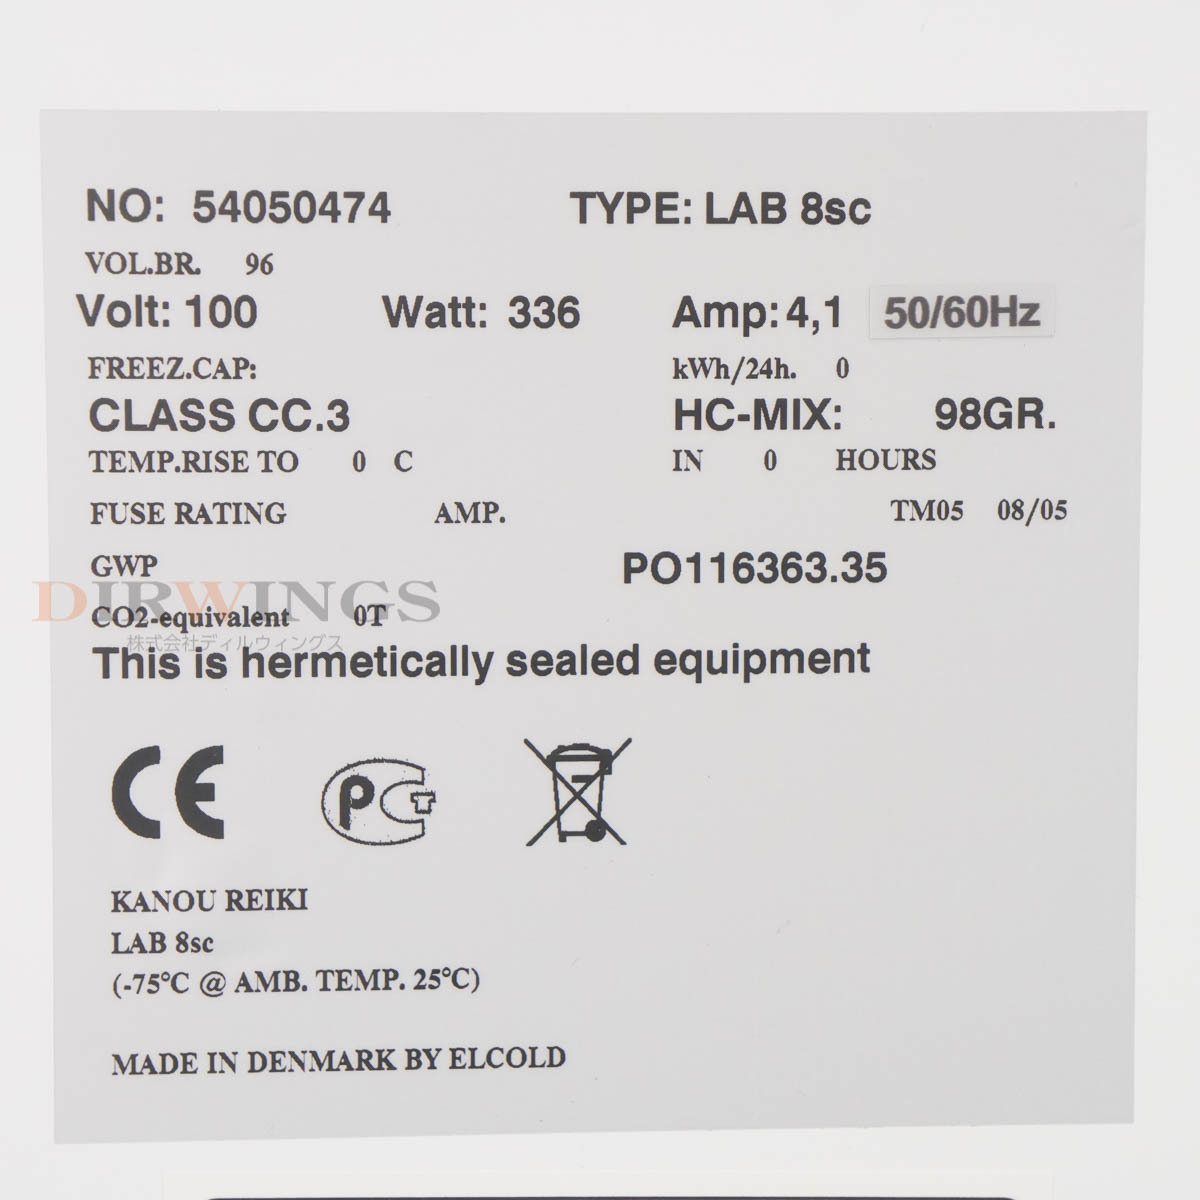 NO: 54050474 TYPE: LAB 8sc
VOL.BR. 96
Volt: 100 Watt: 336 Amp: 4,1 50/60Hz
FREEZ.CAP: kWh/24h. 0
CLASS CC.3 HC-MIX: 98GR.
TEMP.RISE TO 0 C IN 0 HOURS
FUSE RATING AMP. TM05 08/05
GWP PO116363.35
DIRWINGS
CO2-equivalent 0T
株式会社ディルウィングス
This is hermetically sealed equipment
CE PCT
KANOU REIKI
LAB 8sc
(-75°C @ AMB. TEMP. 25°C)
MADE IN DENMARK BY ELCOLD